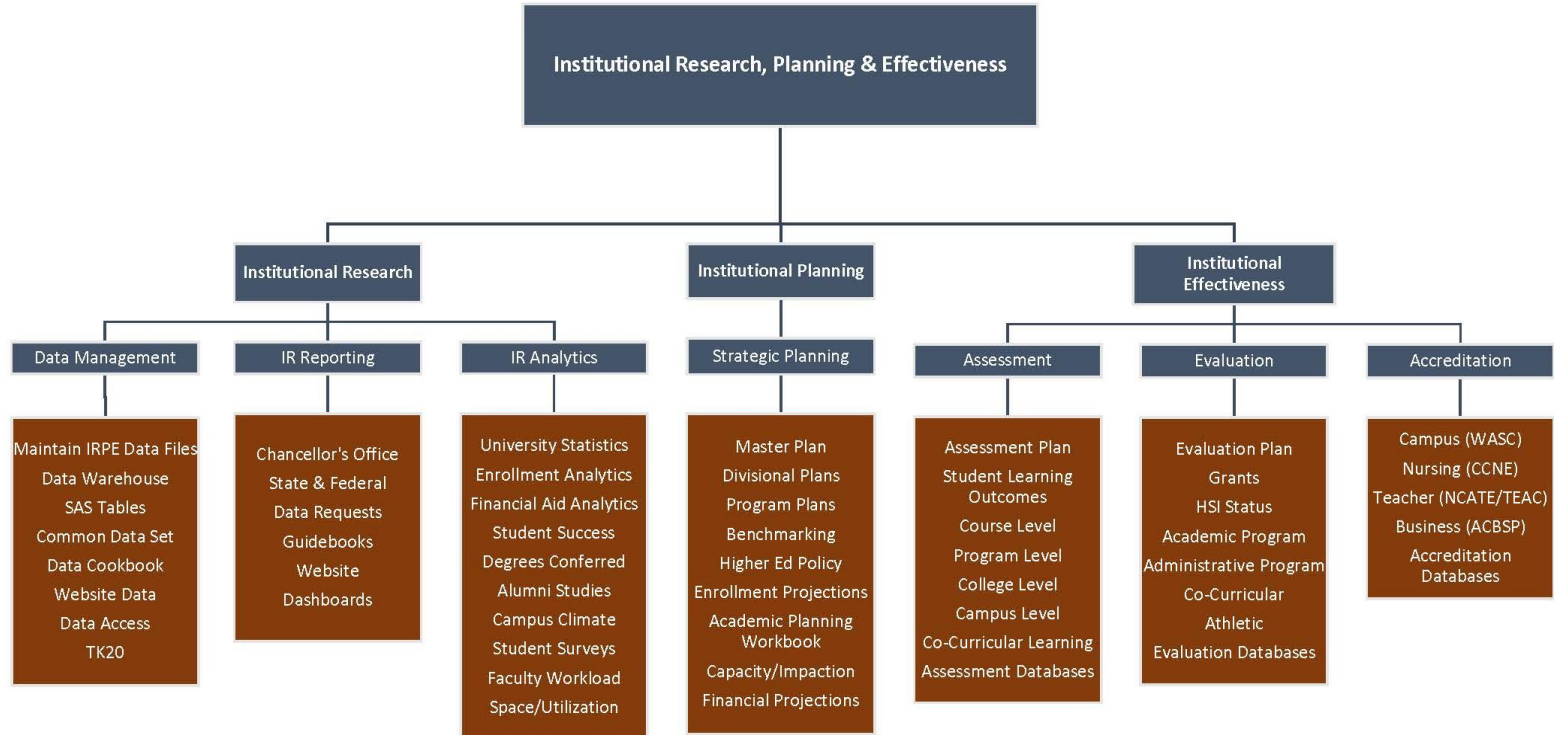 Institutional Research, Planning & Effectiveness
Institutional Research
Institutional Planning
Institutional
Effectiveness
Data Management
IR Reporting
IR Analytics
Strategic Planning
Assessment
Evaluation
Accreditation
Maintain IRPE Data Files
Data Warehouse
SAS Tables
Common Data Set
Data Cookbook
Website Data
Data Access
TK20
Chancellor's Office
State & Federal
Data Requests
Guidebooks
Website
Dashboards
University Statistics
Enrollment Analytics
Financial Aid Analytics
Student Success
Degrees Conferred
Alumni Studies
Campus Climate
Student Surveys
Faculty Workload
Space/Utilization
Master Plan
Divisional Plans
Program Plans
Benchmarking
Higher Ed Policy
Enrollment Projections
Academic Planning
Workbook
Capacity/Impaction
Financial Projections
Assessment Plan
Student Learning
Outcomes
Course Level
Program Level
College Level
Campus Level
Co-Curricular Learning
Assessment Databases
Evaluation Plan
Grants
HSI Status
Academic Program
Administrative Program
Co-Curricular
Athletic
Evaluation Databases
Campus (WASC)
Nursing (CCNE)
Teacher (NCATE/TEAC)
Business (ACBSP)
Accreditation
Databases